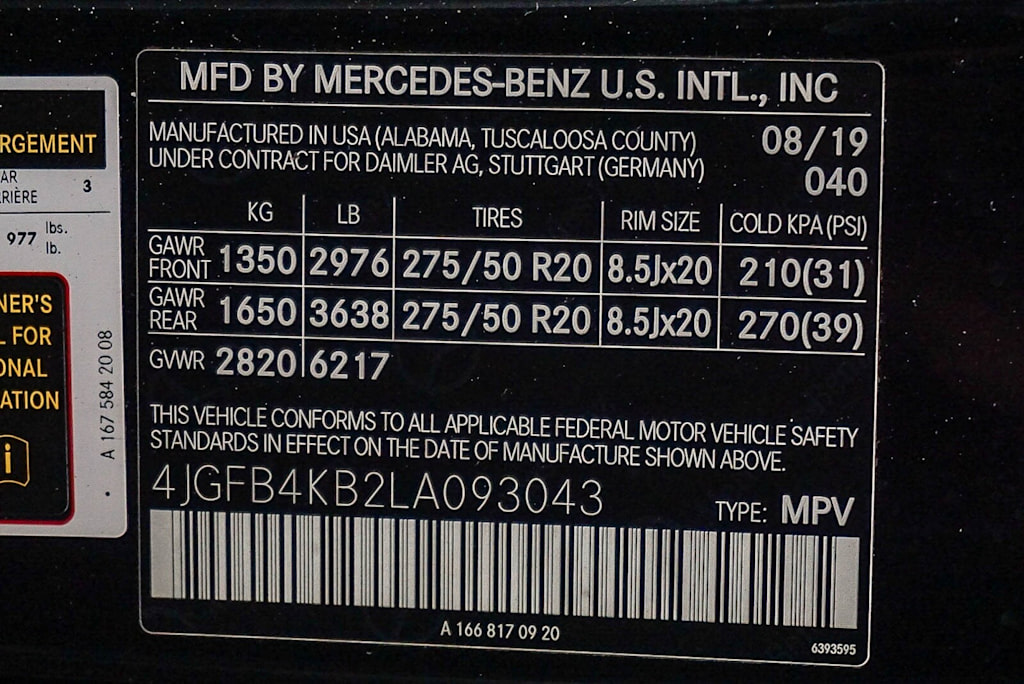 RGEMENT
AR
RIÈRE
3
977 lbs.
lb.
NER'S
L FOR
ONAL
ATION
i
A 167 584 20 08
MFD BY MERCEDES-BENZ U.S. INTL., INC
MANUFACTURED IN USA (ALABAMA, TUSCALOOSA COUNTY) 08/19
UNDER CONTRACT FOR DAIMLER AG, STUTTGART (GERMANY) 040
KG LB TIRES RIM SIZE COLD KPA (PSI)
GAWR FRONT 1350 2976 275/50 R20 8.5Jx20 210(31)
GAWR REAR 1650 3638 275/50 R20 8.5Jx20 270(39)
GVWR 2820 6217
THIS VEHICLE CONFORMS TO ALL APPLICABLE FEDERAL MOTOR VEHICLE SAFETY
STANDARDS IN EFFECT ON THE DATE OF MANUFACTURE SHOWN ABOVE.
4JGFB4KB2LA093043 TYPE: MPV
A 166 817 09 20
6393595